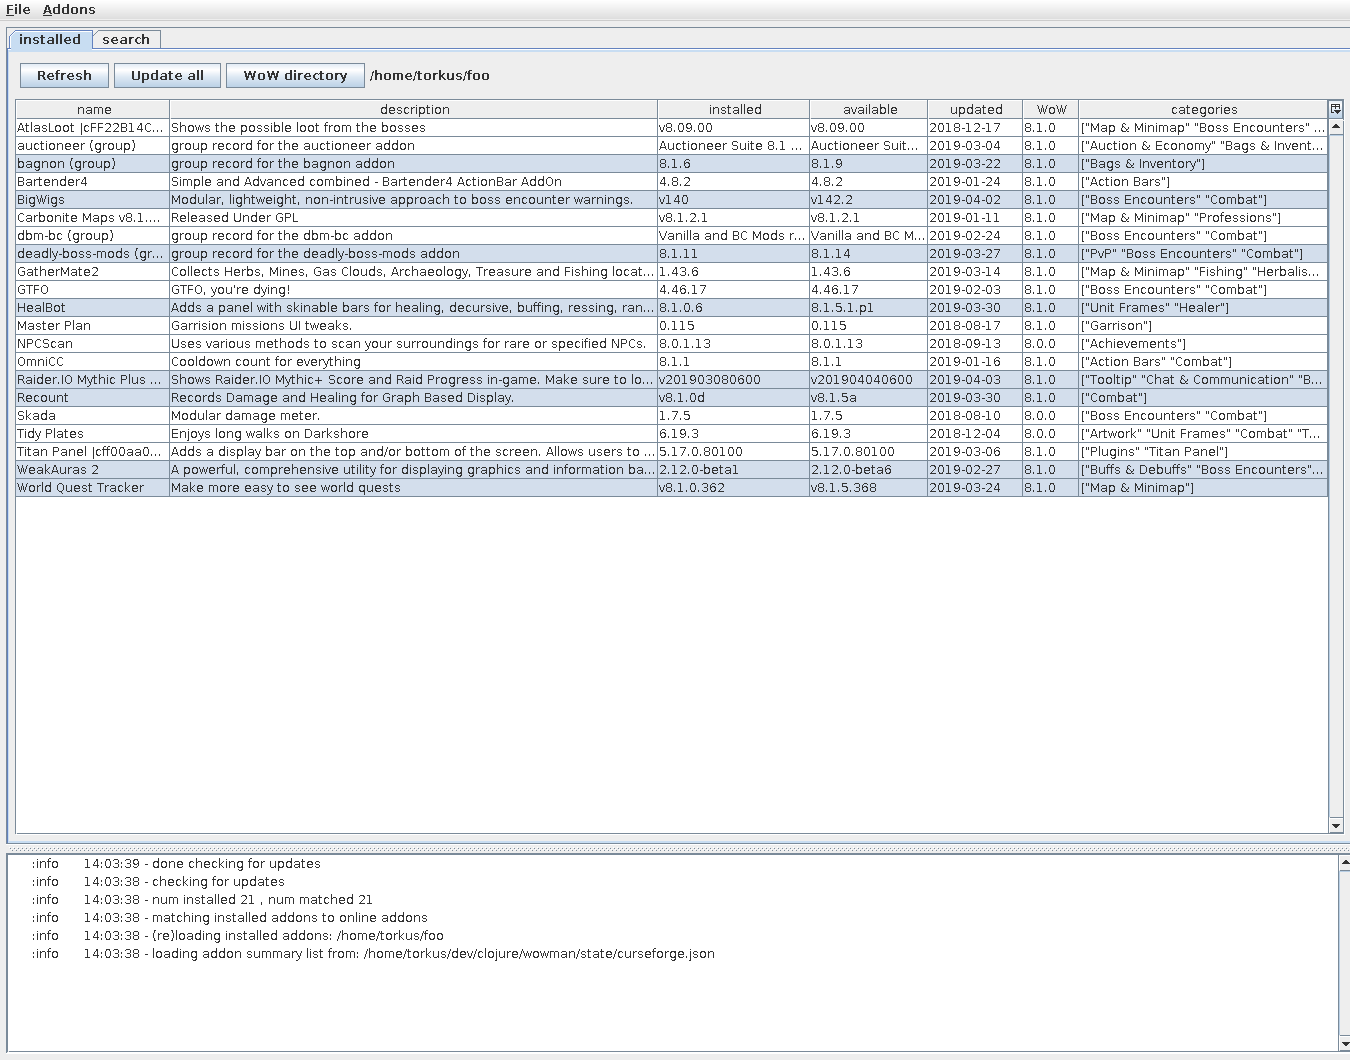 File Addons
installed search
Refresh Update all WoW directory /home/torkus/foo
name description installed available updated WoW categories
AtlasLoot |cFF22B14C... Shows the possible loot from the bosses v8.09.00 v8.09.00 2018-12-17 8.1.0 ["Map & Minimap" "Boss Encounters" ...
auctioneer (group) group record for the auctioneer addon Auctioneer Suite 8.1 ... Auctioneer Suit... 2019-03-04 8.1.0 ["Auction & Economy" "Bags & Invent...
bagnon (group) group record for the bagnon addon 8.1.6 8.1.9 2019-03-22 8.1.0 ["Bags & Inventory"]
Bartender4 Simple and Advanced combined - Bartender4 ActionBar AddOn 4.8.2 4.8.2 2019-01-24 8.1.0 ["Action Bars"]
BigWigs Modular, lightweight, non-intrusive approach to boss encounter warnings. v140 v142.2 2019-04-02 8.1.0 ["Boss Encounters" "Combat"]
Carbonite Maps v8.1.... Released Under GPL v8.1.2.1 v8.1.2.1 2019-01-11 8.1.0 ["Map & Minimap" "Professions"]
dbm-bc (group) group record for the dbm-bc addon Vanilla and BC Mods r... Vanilla and BC M... 2019-02-24 8.1.0 ["Boss Encounters" "Combat"]
deadly-boss-mods (gr... group record for the deadly-boss-mods addon 8.1.11 8.1.14 2019-03-27 8.1.0 ["PvP" "Boss Encounters" "Combat"]
GatherMate2 Collects Herbs, Mines, Gas Clouds, Archaeology, Treasure and Fishing locat... 1.43.6 1.43.6 2019-03-14 8.1.0 ["Map & Minimap" "Fishing" "Herbalis...
GTFO GTFO, you're dying! 4.46.17 4.46.17 2019-02-03 8.1.0 ["Boss Encounters" "Combat"]
HealBot Adds a panel with skinable bars for healing, decursive, buffing, ressing, ran... 8.1.0.6 8.1.5.1.p1 2019-03-30 8.1.0 ["Unit Frames" "Healer"]
Master Plan Garrision missions UI tweaks. 0.115 0.115 2018-08-17 8.1.0 ["Garrison"]
NPCScan Uses various methods to scan your surroundings for rare or specified NPCs. 8.0.1.13 8.0.1.13 2018-09-13 8.0.0 ["Achievements"]
OmniCC Cooldown count for everything 8.1.1 8.1.1 2019-01-16 8.1.0 ["Action Bars" "Combat"]
Raider.IO Mythic Plus ... Shows Raider.IO Mythic+ Score and Raid Progress in-game. Make sure to lo... v201903080600 v201904040600 2019-04-03 8.1.0 ["Tooltip" "Chat & Communication" "B...
Recount Records Damage and Healing for Graph Based Display. v8.1.0d v8.1.5a 2019-03-30 8.1.0 ["Combat"]
Skada Modular damage meter. 1.7.5 1.7.5 2018-08-10 8.0.0 ["Boss Encounters" "Combat"]
Tidy Plates Enjoys long walks on Darkshore 6.19.3 6.19.3 2018-12-04 8.0.0 ["Artwork" "Unit Frames" "Combat" "T...
Titan Panel |cff00aa0... Adds a display bar on the top and/or bottom of the screen. Allows users to ... 5.17.0.80100 5.17.0.80100 2019-03-06 8.1.0 ["Plugins" "Titan Panel"]
WeakAuras 2 A powerful, comprehensive utility for displaying graphics and information ba... 2.12.0-beta1 2.12.0-beta6 2019-02-27 8.1.0 ["Buffs & Debuffs" "Boss Encounters"...
World Quest Tracker Make more easy to see world quests v8.1.0.362 v8.1.5.368 2019-03-24 8.1.0 ["Map & Minimap"]
:info 14:03:39 - done checking for updates
:info 14:03:38 - checking for updates
:info 14:03:38 - num installed 21 , num matched 21
:info 14:03:38 - matching installed addons to online addons
:info 14:03:38 - (re)loading installed addons: /home/torkus/foo
:info 14:03:38 - loading addon summary list from: /home/torkus/dev/clojure/wowman/state/curseforge.json